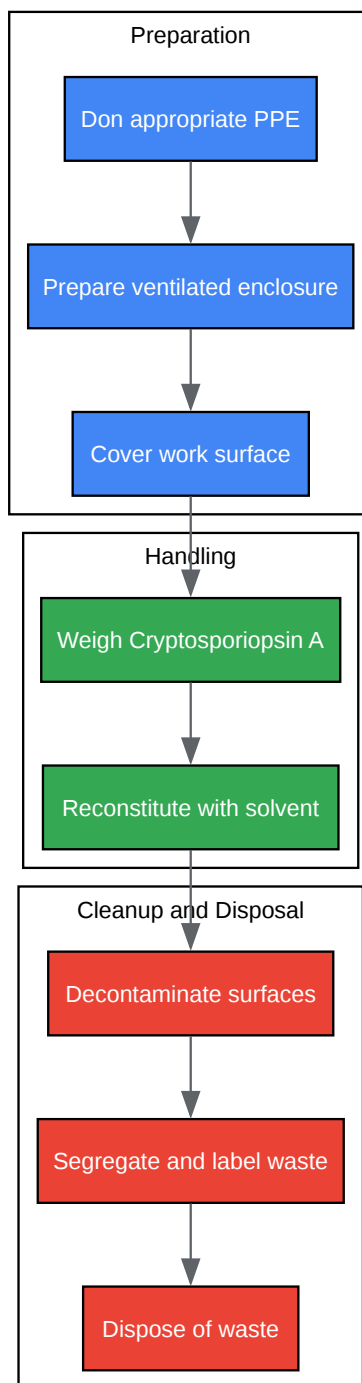 Preparation
Don appropriate PPE
Prepare ventilated enclosure
Cover work surface
Handling
Weigh Cryptosporiopsin A
Reconstitute with solvent
Cleanup and Disposal
Decontaminate surfaces
Segregate and label waste
Dispose of waste